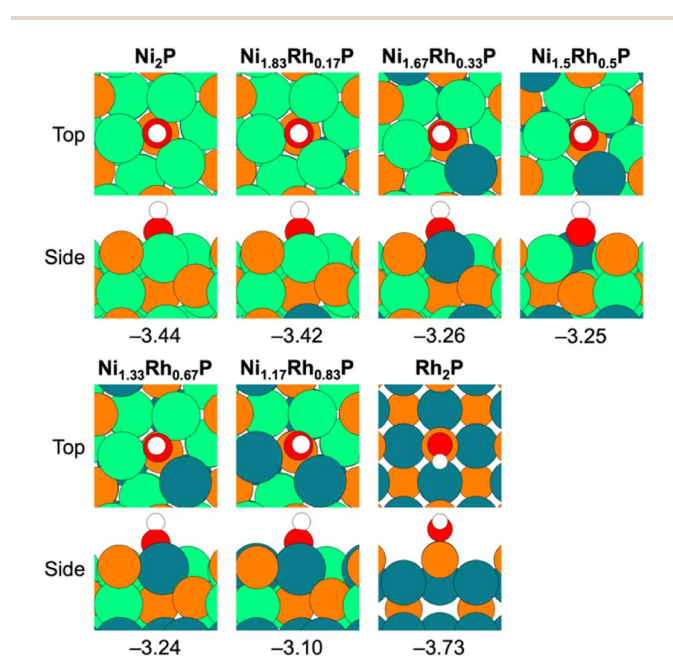 Ni₂P Ni₁.₈₃Rh₀.₁₇P Ni₁.₆₇Rh₀.₃₃P Ni₁.₅Rh₀.₅P
Top
Side
–3.44 –3.42 –3.26 –3.25
Ni₁.₃₃Rh₀.₆₇P Ni₁.₁₇Rh₀.₈₃P Rh₂P
Top
Side
–3.24 –3.10 –3.73